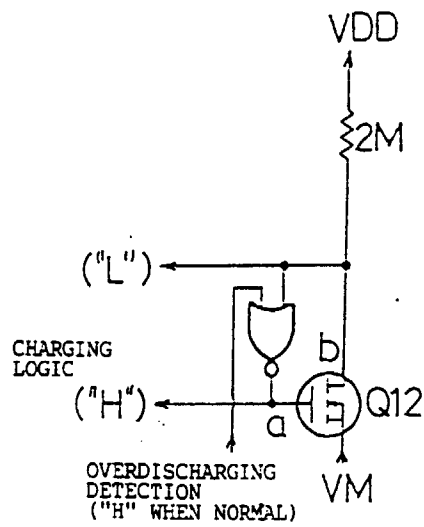 VDD
2M
("L")
b
CHARGING
LOGIC
("H")
a
Q12
OVERDISCHARGING
DETECTION
("H" WHEN NORMAL)
VM